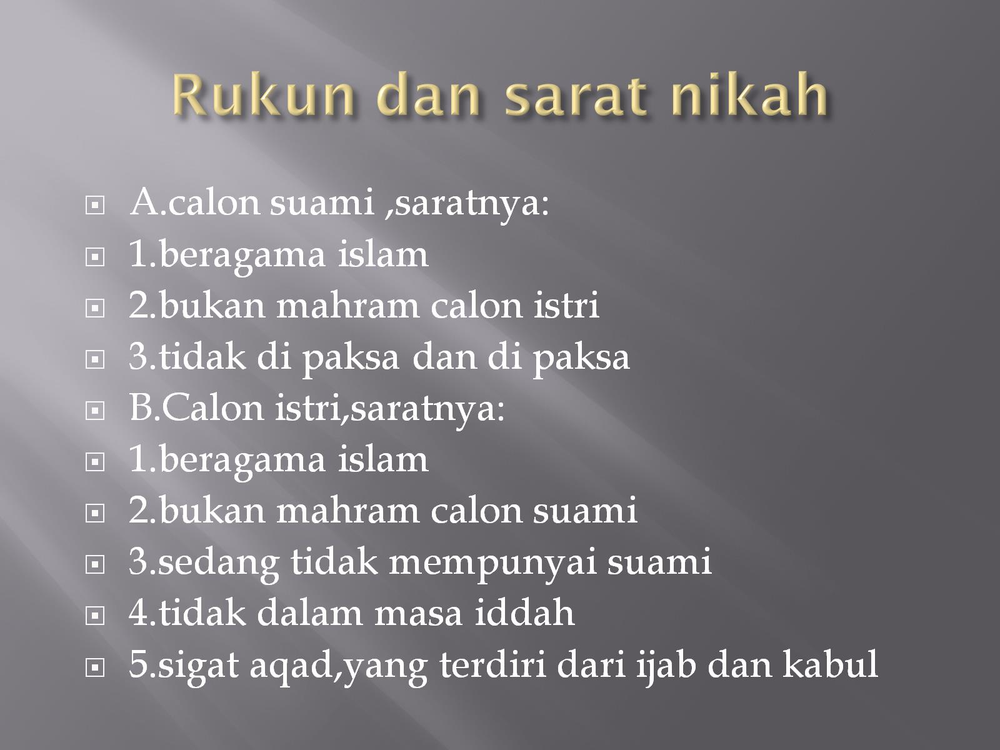 Rukun dan sarat nikah
A.calon suami ,saratnya:
1.beragama islam
2.bukan mahram calon istri
3.tidak di paksa dan di paksa
B.Calon istri,saratnya:
1.beragama islam
2.bukan mahram calon suami
3.sedang tidak mempunyai suami
4.tidak dalam masa iddah
5.sigat aqad,yang terdiri dari ijab dan kabul